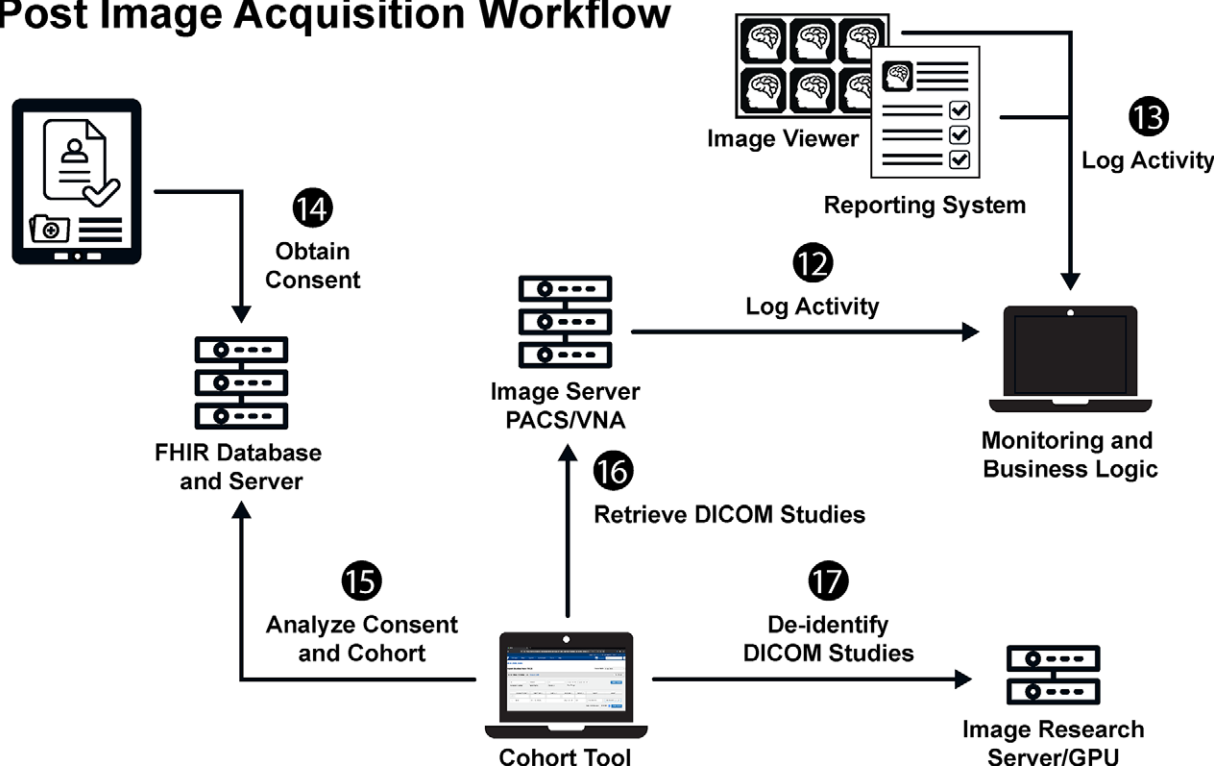 Post Image Acquisition Workflow
Image Viewer
13
Log Activity
Reporting System
14
Obtain
Consent
12
Log Activity
Image Server
PACS/VNA
FHIR Database
and Server
Monitoring and
Business Logic
16
Retrieve DICOM Studies
15
Analyze Consent
and Cohort
17
De-identify
DICOM Studies
Cohort Tool
Image Research
Server/GPU